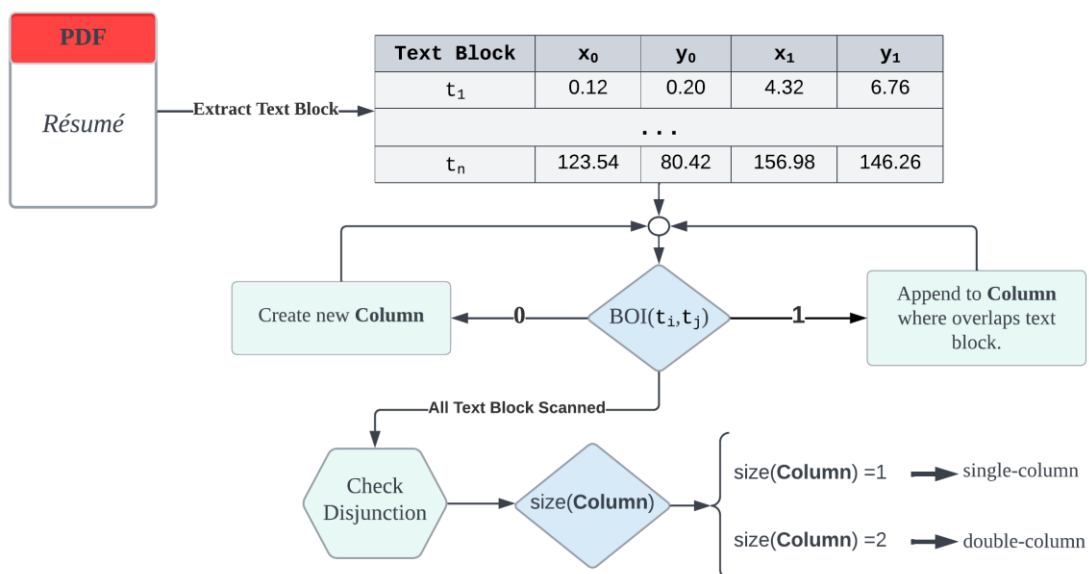 PDF
Résumé
Extract Text Block
Text Block x₀ y₀ x₁ y₁
t₁ 0.12 0.20 4.32 6.76
...
tₙ 123.54 80.42 156.98 146.26
Create new Column
0
BOI(tᵢ,tⱼ)
1
Append to Column
where overlaps text
block.
All Text Block Scanned
Check
Disjunction
size(Column)
size(Column) =1 single-column
size(Column) =2 double-column